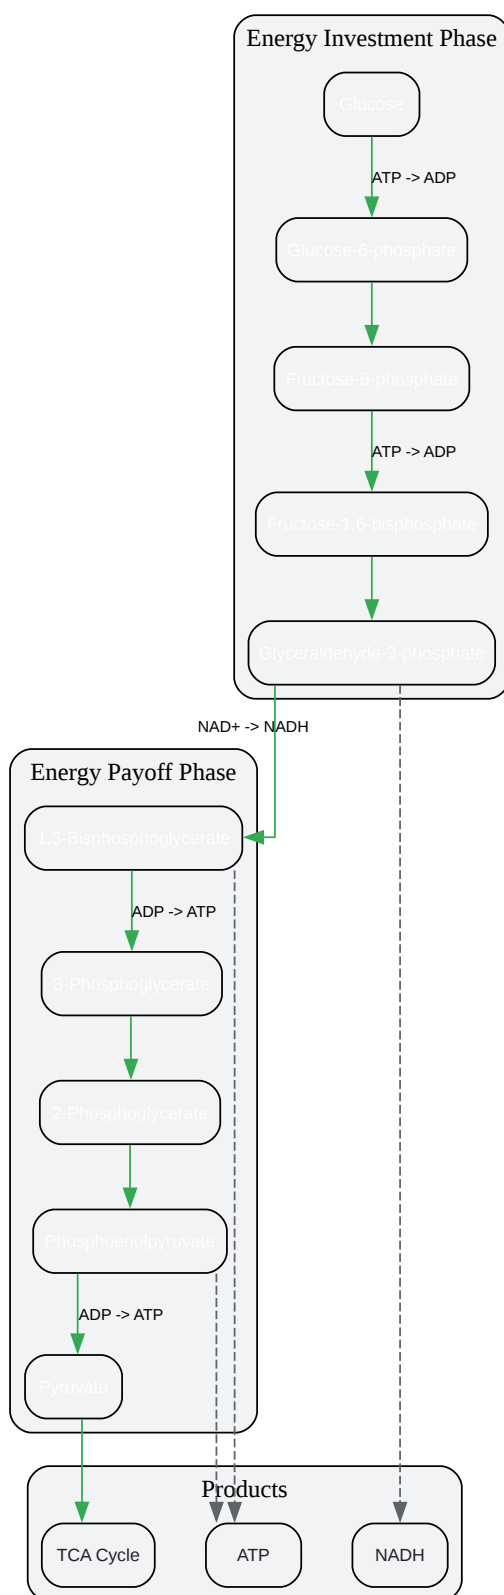 Energy Investment Phase
Glucose
ATP -> ADP
Glucose-6-phosphate
Fructose-6-phosphate
ATP -> ADP
Fructose-1,6-bisphosphate
Glyceraldehyde-3-phosphate
NAD+ -> NADH
Energy Payoff Phase
1,3-Bisphosphoglycerate
ADP -> ATP
3-Phosphoglycerate
2-Phosphoglycerate
Phosphoenolpyruvate
ADP -> ATP
Pyruvate
Products
TCA Cycle
ATP
NADH